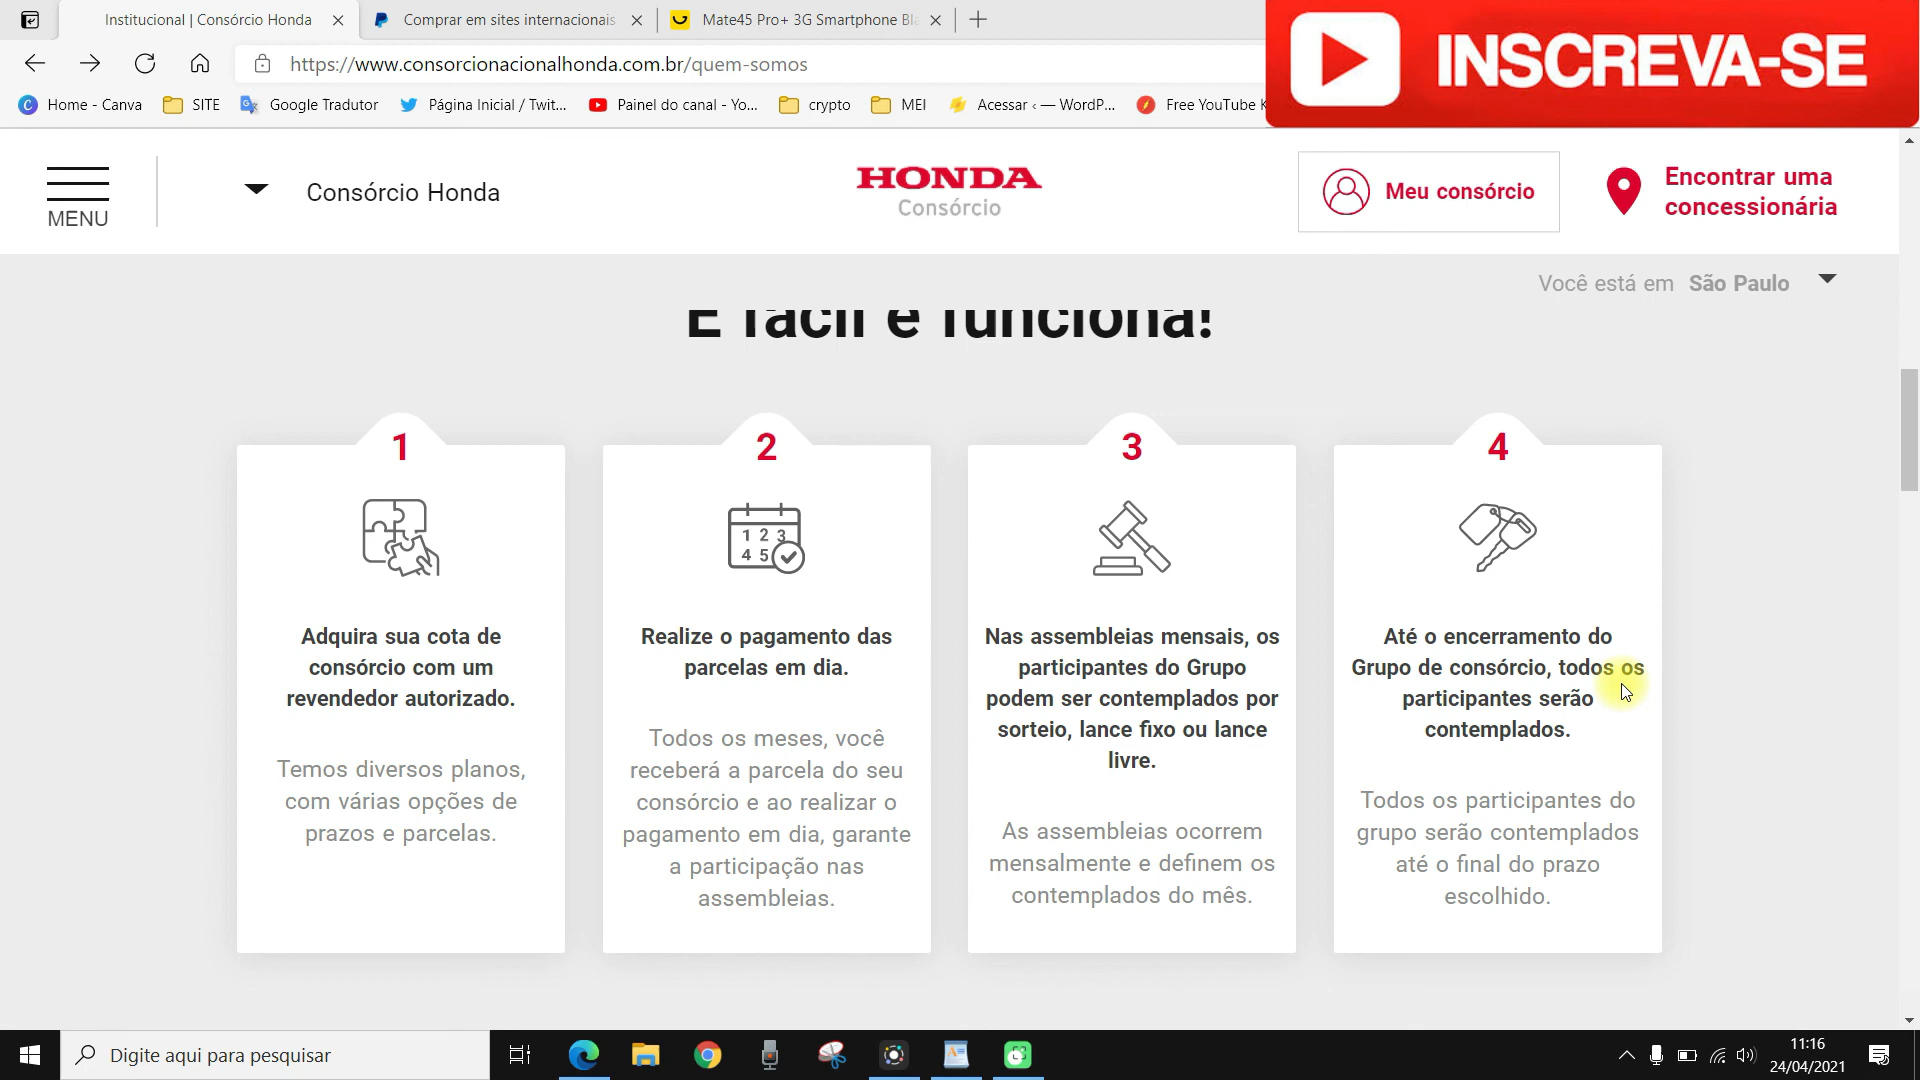 Institucional | Consórcio Honda
Comprar em sites internacionais
Mate45 Pro+ 3G Smartphone Bla
INSCREVA-SE
https://www.consorcionacionalhonda.com.br/quem-somos
Home - Canva
SITE
Google Tradutor
Página Inicial / Twit...
Painel do canal - Yo...
crypto
MEI
Acessar ‹ — WordP...
Free YouTube K
MENU
Consórcio Honda
HONDA
Consórcio
Meu consórcio
Encontrar uma
concessionária
Você está em São Paulo
É fácil e funciona!
1
Adquira sua cota de
consórcio com um
revendedor autorizado.
Temos diversos planos,
com várias opções de
prazos e parcelas.
2
1 2 3
4 5
Realize o pagamento das
parcelas em dia.
Todos os meses, você
receberá a parcela do seu
consórcio e ao realizar o
pagamento em dia, garante
a participação nas
assembleias.
3
Nas assembleias mensais, os
participantes do Grupo
podem ser contemplados por
sorteio, lance fixo ou lance
livre.
As assembleias ocorrem
mensalmente e definem os
contemplados do mês.
4
Até o encerramento do
Grupo de consórcio, todos os
participantes serão
contemplados.
Todos os participantes do
grupo serão contemplados
até o final do prazo
escolhido.
Digite aqui para pesquisar
11:16
24/04/2021